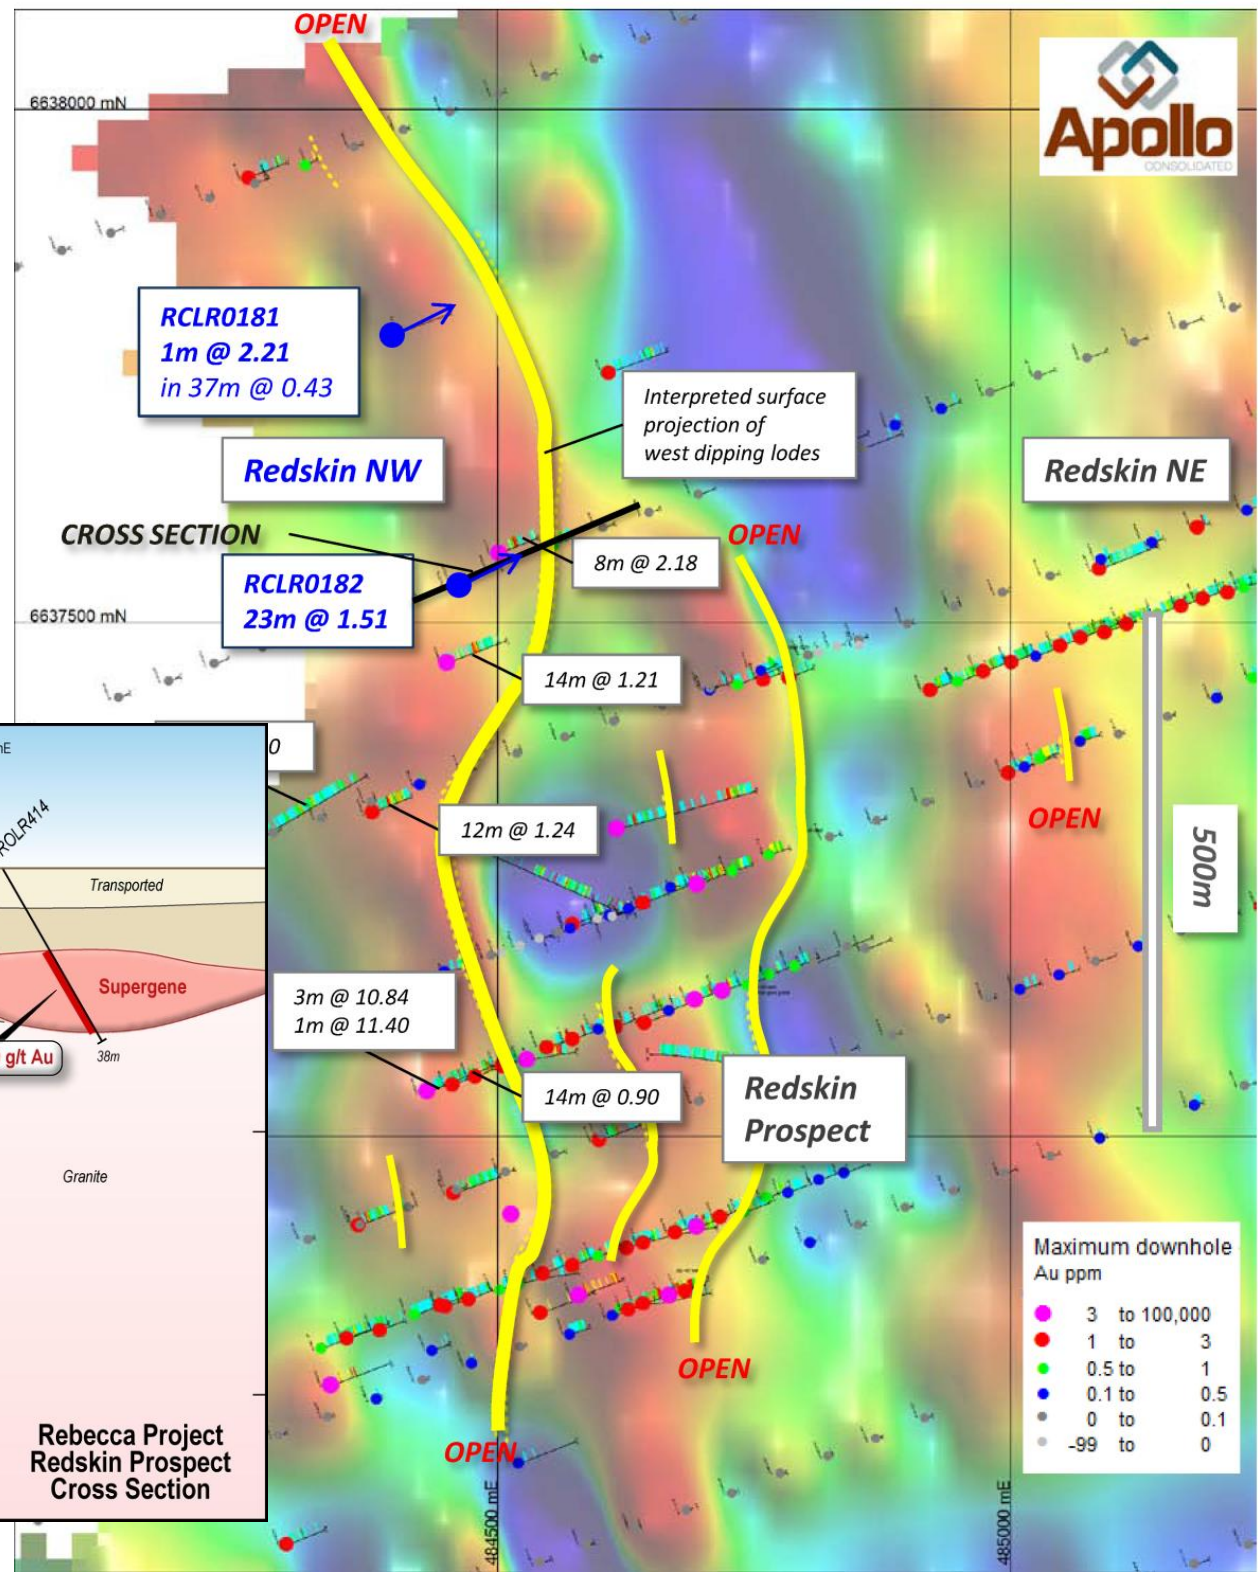 OPEN
6638000 mN
Apollo
CONSOLIDATED
RCLR0181
1m @ 2.21
in 37m @ 0.43
Interpreted surface
projection of
west dipping lodes
Redskin NW
Redskin NE
CROSS SECTION
OPEN
8m @ 2.18
RCLR0182
23m @ 1.51
6637500 mN
14m @ 1.21
0
mE
ROLR414
12m @ 1.24
OPEN
500m
Transported
Supergene
3m @ 10.84
1m @ 11.40
g/t Au
38m
14m @ 0.90
Redskin
Prospect
Granite
Maximum downhole
Au ppm
3 to 100,000
1 to 3
0.5 to 1
0.1 to 0.5
0 to 0.1
-99 to 0
OPEN
OPEN
Rebecca Project
Redskin Prospect
Cross Section
484500 mE
485000 mE